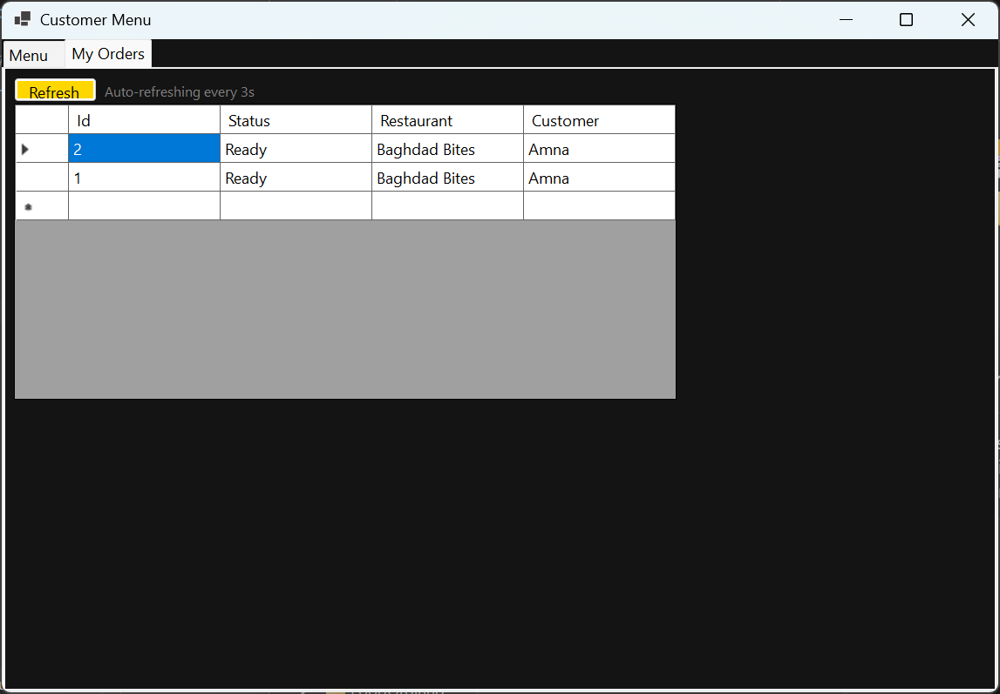 Customer Menu
Menu My Orders
Refresh Auto-refreshing every 3s
Id Status Restaurant Customer
2 Ready Baghdad Bites Amna
1 Ready Baghdad Bites Amna